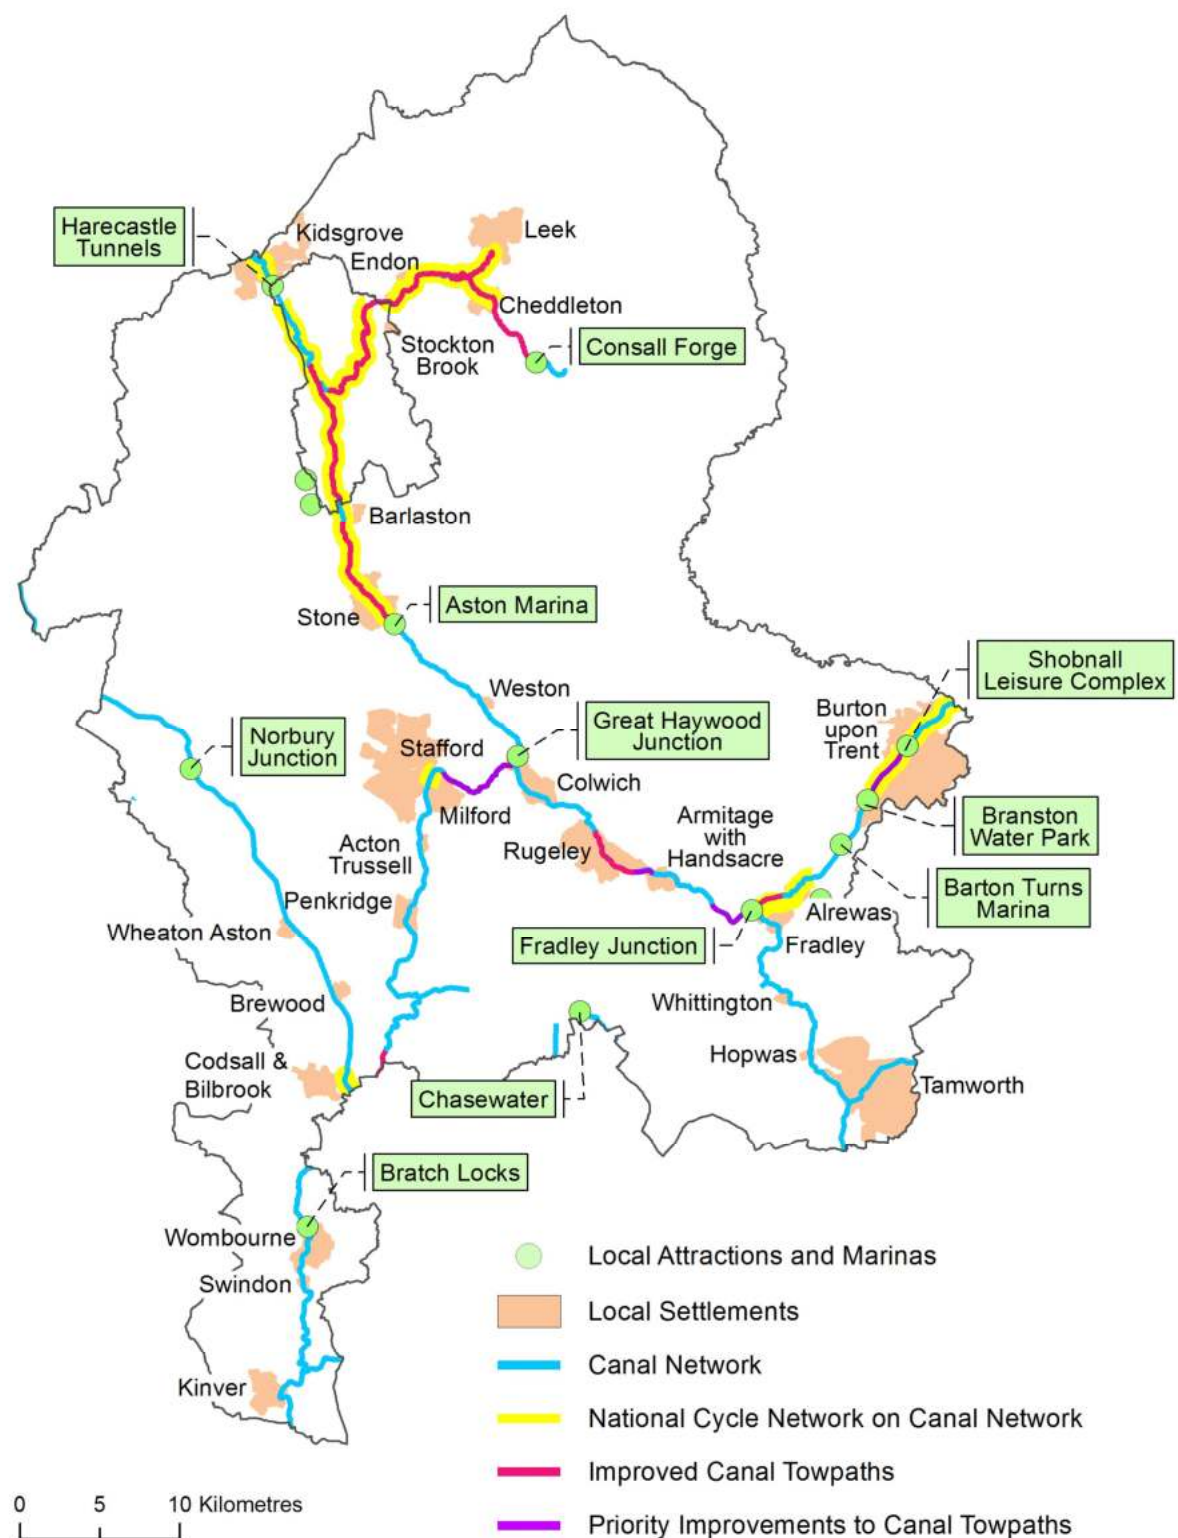 Harecastle
Tunnels
Kidsgrove
Leek
Endon
Cheddleton
Stockton
Brook
Consall Forge
Barlaston
Stone
Aston Marina
Weston
Shobnall
Leisure Complex
Norbury
Junction
Stafford
Great Haywood
Junction
Burton
upon
Trent
Milford
Colwich
Acton
Trussell
Rugeley
Armitage
with
Handsacre
Branston
Water Park
Penkridge
Barton Turns
Marina
Wheaton Aston
Fradley Junction
Alrewas
Fradley
Brewood
Whittington
Codsall &
Bilbrook
Hopwas
Chasewater
Tamworth
Bratch Locks
Wombourne
Swindon
Kinver
Local Attractions and Marinas
Local Settlements
Canal Network
National Cycle Network on Canal Network
Improved Canal Towpaths
Priority Improvements to Canal Towpaths
0 5 10 Kilometres